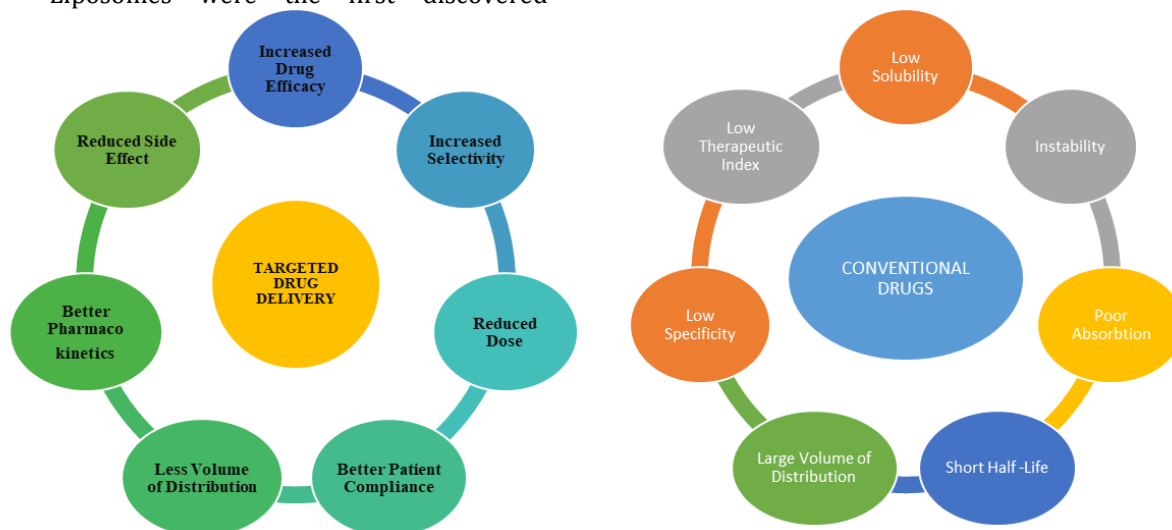 Liposomes were the first discovered
Increased
Drug
Efficacy
Increased
Selectivity
Reduced
Dose
Better Patient
Compliance
Less Volume
of Distribution
Better
Pharmaco
kinetics
Reduced Side
Effect
TARGETED
DRUG
DELIVERY
Low
Solubility
Instability
Poor
Absorbtion
Short Half -Life
Large Volume of
Distribution
Low
Specificity
Low
Therapeutic
Index
CONVENTIONAL
DRUGS